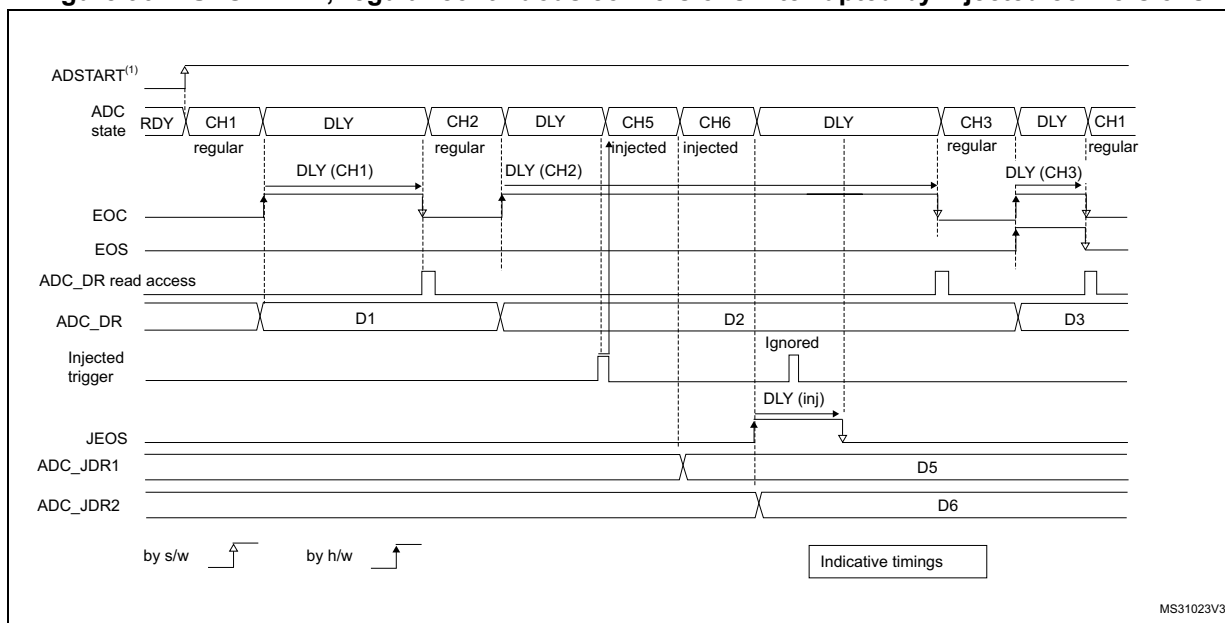 ADSTART(1)
ADC state RDY CH1 DLY CH2 DLY CH5 CH6 DLY CH3 DLY CH1
regular regular injected injected regular regular
DLY (CH1) DLY (CH2) DLY (CH3)
EOC
EOS
ADC_DR read access
ADC_DR D1 D2 D3
Ignored
Injected trigger
DLY (inj)
JEOS
ADC_JDR1 D5
ADC_JDR2 D6
by s/w by h/w Indicative timings
MS31023V3